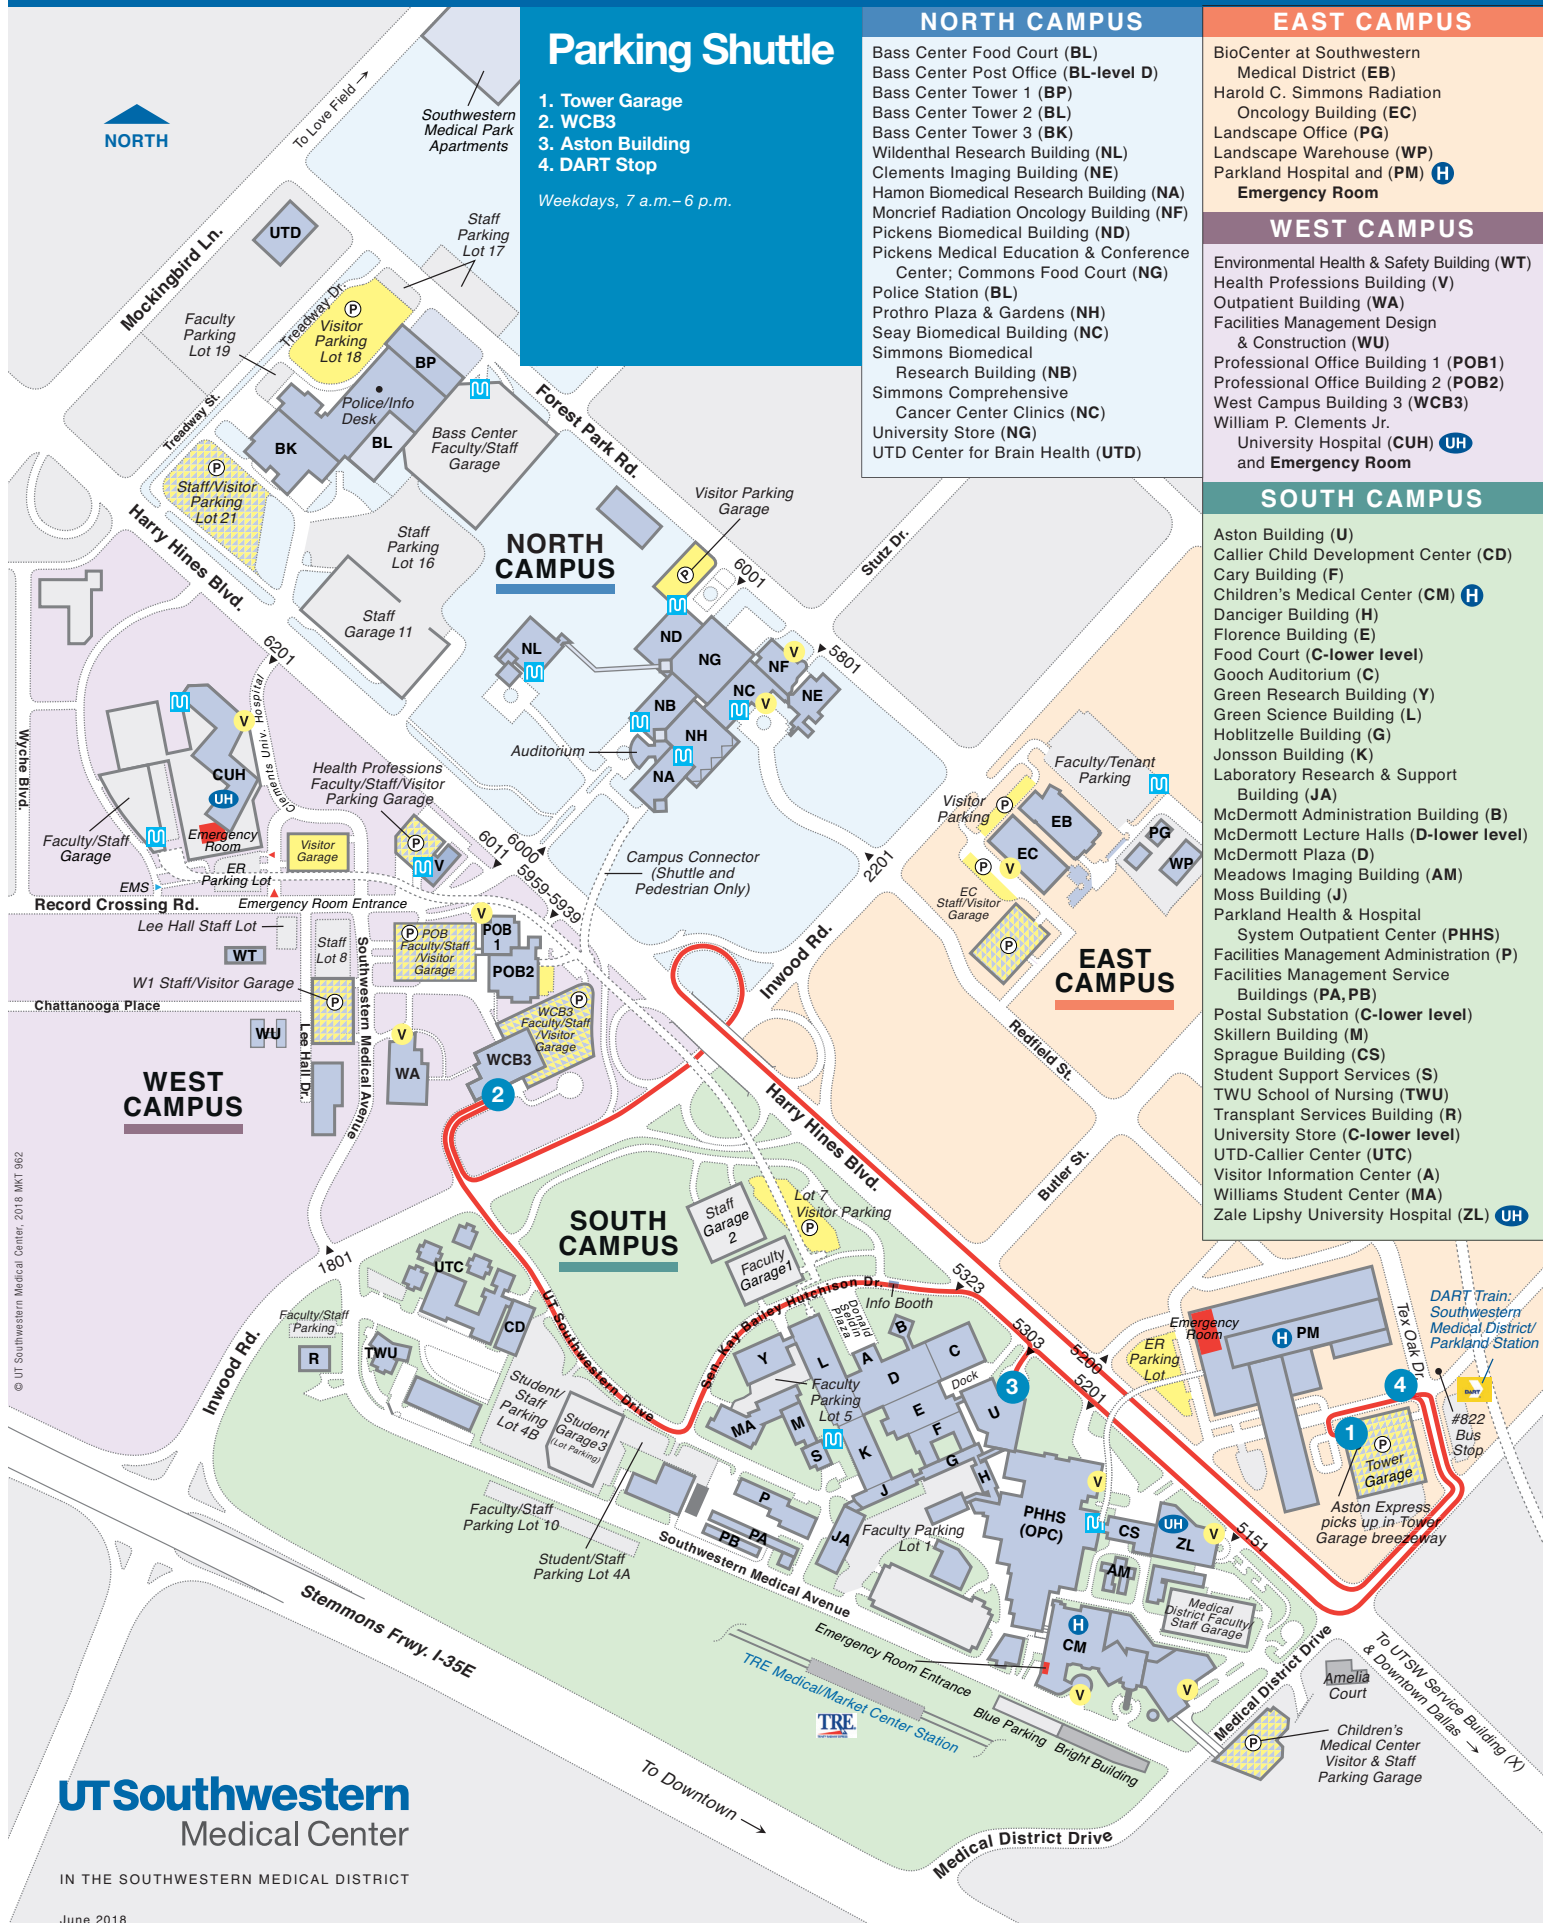 Parking Shuttle
1. Tower Garage
2. WCB3
3. Aston Building
4. DART Stop
Weekdays, 7 a.m.–6 p.m.
NORTH CAMPUS
Bass Center Food Court (BL)
Bass Center Post Office (BL-level D)
Bass Center Tower 1 (BP)
Bass Center Tower 2 (BL)
Bass Center Tower 3 (BK)
Wildenthal Research Building (NL)
Clements Imaging Building (NE)
Hamon Biomedical Research Building (NA)
Moncrief Radiation Oncology Building (NF)
Pickens Biomedical Building (ND)
Pickens Medical Education & Conference
Center; Commons Food Court (NG)
Police Station (BL)
Prothro Plaza & Gardens (NH)
Seay Biomedical Building (NC)
Simmons Biomedical
Research Building (NB)
Simmons Comprehensive
Cancer Center Clinics (NC)
University Store (NG)
UTD Center for Brain Health (UTD)
EAST CAMPUS
BioCenter at Southwestern
Medical District (EB)
Harold C. Simmons Radiation
Oncology Building (EC)
Landscape Office (PG)
Landscape Warehouse (WP)
Parkland Hospital and (PM) H
Emergency Room
WEST CAMPUS
Environmental Health & Safety Building (WT)
Health Professions Building (V)
Outpatient Building (WA)
Facilities Management Design
& Construction (WU)
Professional Office Building 1 (POB1)
Professional Office Building 2 (POB2)
West Campus Building 3 (WCB3)
William P. Clements Jr.
University Hospital (CUH) UH
and Emergency Room
SOUTH CAMPUS
Aston Building (U)
Callier Child Development Center (CD)
Cary Building (F)
Children's Medical Center (CM) H
Danciger Building (H)
Florence Building (E)
Food Court (C-lower level)
Gooch Auditorium (C)
Green Research Building (Y)
Green Science Building (L)
Hoblitzelle Building (G)
Jonsson Building (K)
Laboratory Research & Support
Building (JA)
McDermott Administration Building (B)
McDermott Lecture Halls (D-lower level)
McDermott Plaza (D)
Meadows Imaging Building (AM)
Moss Building (J)
Parkland Health & Hospital
System Outpatient Center (PHHS)
Facilities Management Administration (P)
Facilities Management Service
Buildings (PA, PB)
Postal Substation (C-lower level)
Skillern Building (M)
Sprague Building (CS)
Student Support Services (S)
TWU School of Nursing (TWU)
Transplant Services Building (R)
University Store (C-lower level)
UTD-Callier Center (UTC)
Visitor Information Center (A)
Williams Student Center (MA)
Zale Lipshy University Hospital (ZL) UH
NORTH
To Love Field
Southwestern
Medical Park
Apartments
UTD
Staff
Parking
Lot 17
Mockingbird Ln.
Treadway Dr.
P
Visitor
Parking
Lot 18
Faculty
Parking
Lot 19
BP
Police/Info
Desk
BL
BK
Treadway St.
P
Staff/Visitor
Parking
Lot 21
Bass Center
Faculty/Staff
Garage
Forest Park Rd.
Harry Hines Blvd.
Staff
Parking
Lot 16
Staff
Garage 11
NORTH
CAMPUS
Visitor Parking
Garage
P
6001
Stutz Dr.
5801
6201
NL
ND
NG
NF
V
NE
NC
V
NB
NH
NA
Auditorium
Wyche Blvd.
Clements Univ. Hospital
V
CUH
UH
Emergency
Room
Faculty/Staff
Garage
ER
Parking Lot
EMS
Visitor
Garage
Health Professions
Faculty/Staff/Visitor
Parking Garage
P
V
6011
6000
5959-5939
Campus Connector
(Shuttle and
Pedestrian Only)
2201
Record Crossing Rd.
Emergency Room Entrance
Lee Hall Staff Lot
Staff
Lot 8
WT
W1 Staff/Visitor Garage
P
Chattanooga Place
WU
Lee Hall Dr.
Southwestern Medical Avenue
P
POB
Faculty/Staff
/Visitor
Garage
V
POB
1
POB2
P
WCB3
Faculty/Staff
/Visitor
Garage
WCB3
2
V
WA
WEST
CAMPUS
Faculty/Tenant
Parking
Visitor
Parking
P
EB
EC
P
V
PG
WP
EC
Staff/Visitor
Garage
P
EAST
CAMPUS
Inwood Rd.
Redfield St.
Butler St.
Harry Hines Blvd.
© UT Southwestern Medical Center, 2018 MKT 962
SOUTH
CAMPUS
Staff
Garage
2
Lot 7
Visitor Parking
P
Faculty
Garage1
1801
UTC
CD
Faculty/Staff
Parking
R
TWU
Inwood Rd.
UT Southwestern Drive
Sen. Kay Bailey Hutchison Dr.
Donald
Seldin
Plaza
Info Booth
5323
5303
5200
5201
Y
L
A
B
C
D
Dock
E
F
G
H
U
3
MA
M
S
K
J
JA
Faculty
Parking
Lot 5
Student/
Staff
Parking
Lot 4B
Student
Garage 3
(Lot Parking)
Faculty/Staff
Parking Lot 10
Student/Staff
Parking Lot 4A
P
PA
PB
Southwestern Medical Avenue
Faculty Parking
Lot 1
PHHS
(OPC)
V
CS
UH
ZL
V
AM
5151
Medical
District Faculty/
Staff Garage
H
CM
V
V
Emergency
Room
ER
Parking
Lot
H PM
Tex Oak Dr.
DART Train:
Southwestern
Medical District/
Parkland Station
DART
4
1
P
Tower
Garage
#822
Bus
Stop
Aston Express
picks up in Tower
Garage breezeway
Medical District Drive
To UTSW Service Building (X)
& Downtown Dallas
Amelia
Court
P
Children's
Medical Center
Visitor & Staff
Parking Garage
Emergency Room Entrance
TRE Medical/Market Center Station
TRE
Blue Parking
Bright Building
Stemmons Frwy. I-35E
To Downtown
Medical District Drive
UT Southwestern
Medical Center
IN THE SOUTHWESTERN MEDICAL DISTRICT
June 2018